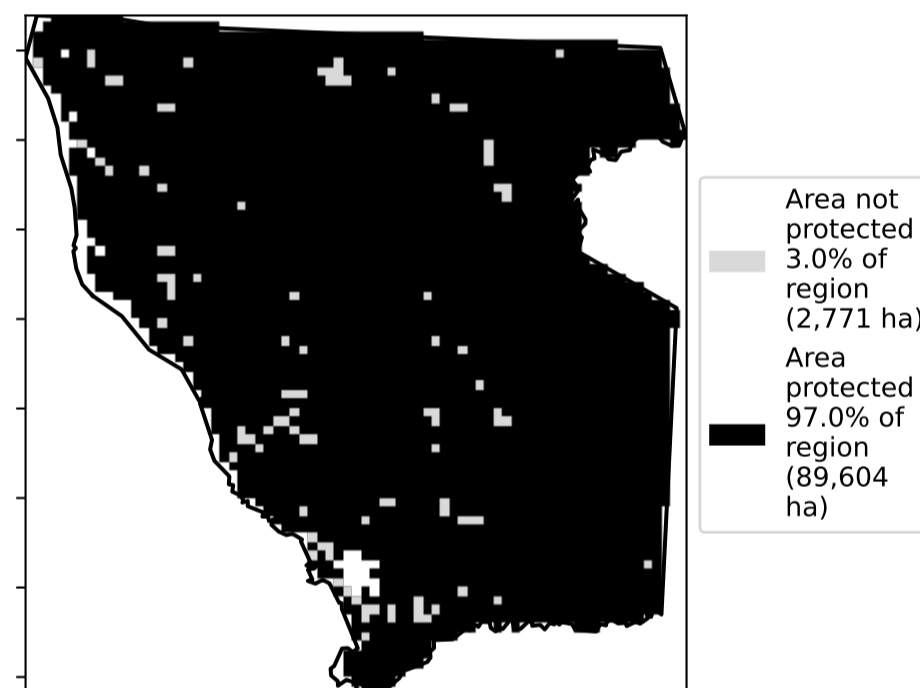 Area not
protected
3.0% of
region
(2,771 ha)
Area
protected
97.0% of
region
(89,604
ha)